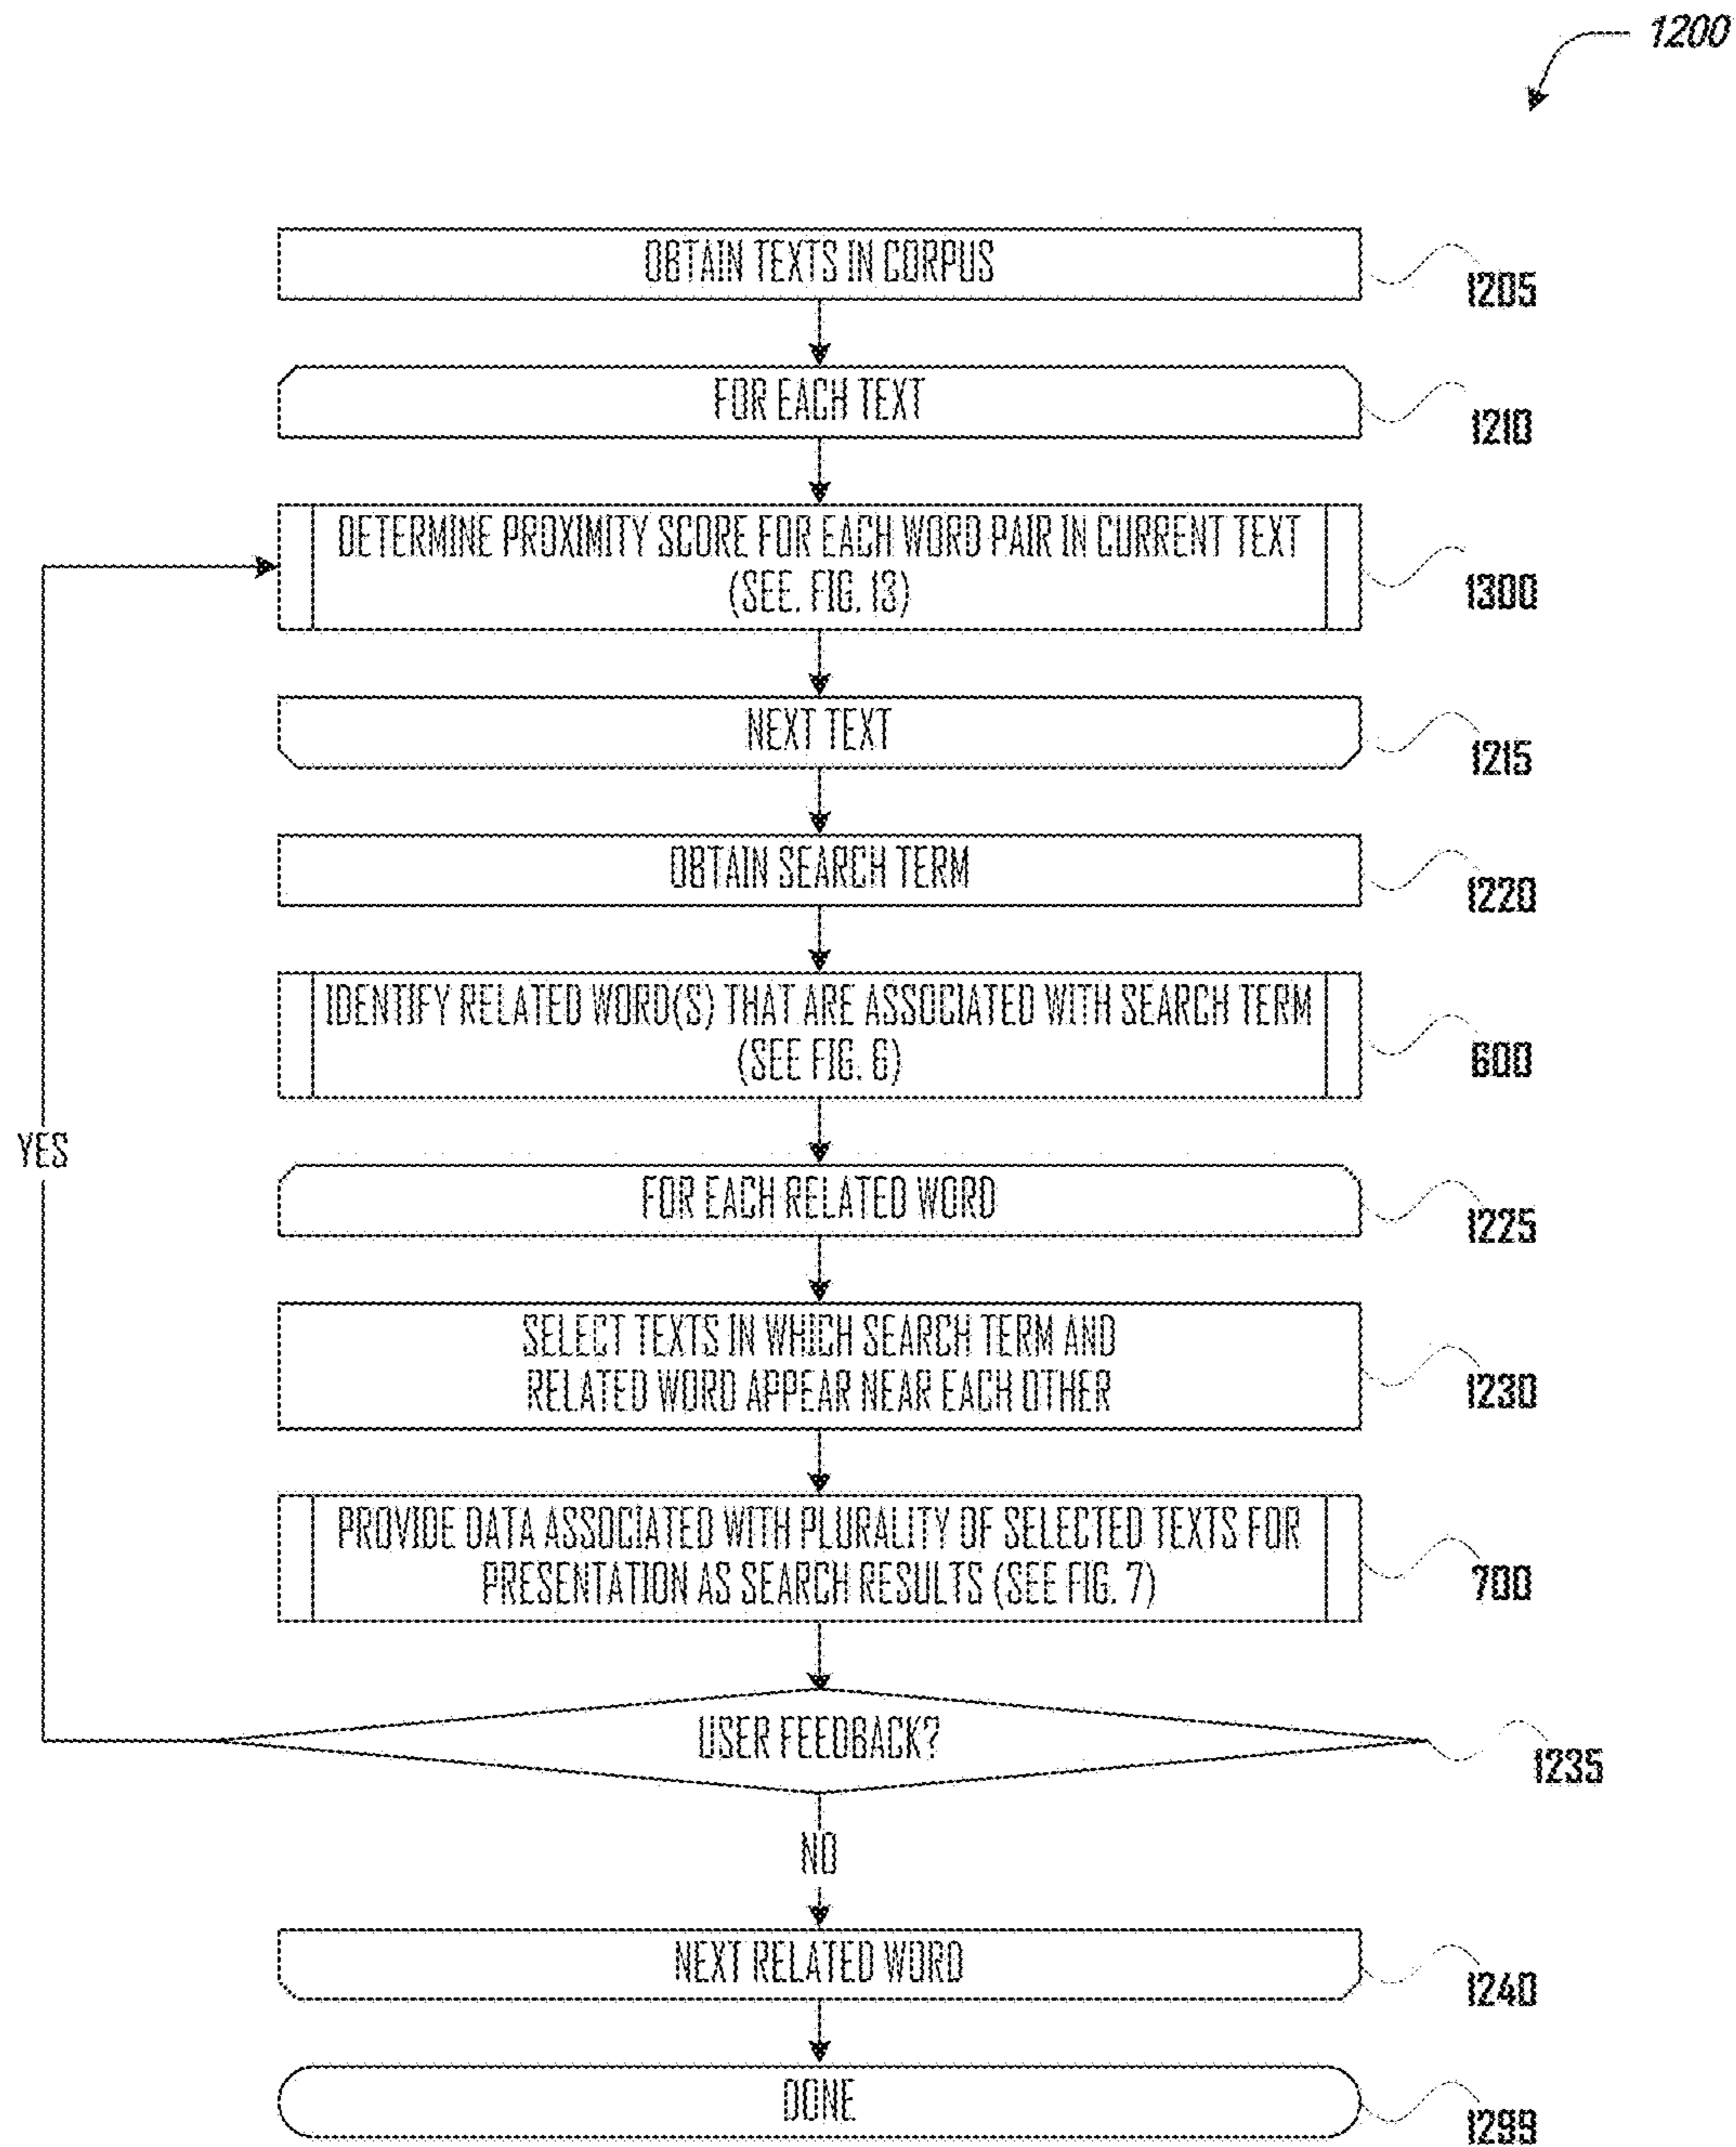 1200
OBTAIN TEXTS IN CORPUS
1205
FOR EACH TEXT
1210
DETERMINE PROXIMITY SCORE FOR EACH WORD PAIR IN CURRENT TEXT
(SEE. FIG. 13)
1300
NEXT TEXT
1215
OBTAIN SEARCH TERM
1220
IDENTIFY RELATED WORD(S) THAT ARE ASSOCIATED WITH SEARCH TERM
(SEE FIG. 6)
600
YES
FOR EACH RELATED WORD
1225
SELECT TEXTS IN WHICH SEARCH TERM AND
RELATED WORD APPEAR NEAR EACH OTHER
1230
PROVIDE DATA ASSOCIATED WITH PLURALITY OF SELECTED TEXTS FOR
PRESENTATION AS SEARCH RESULTS (SEE FIG. 7)
700
USER FEEDBACK?
1235
NO
NEXT RELATED WORD
1240
DONE
1299